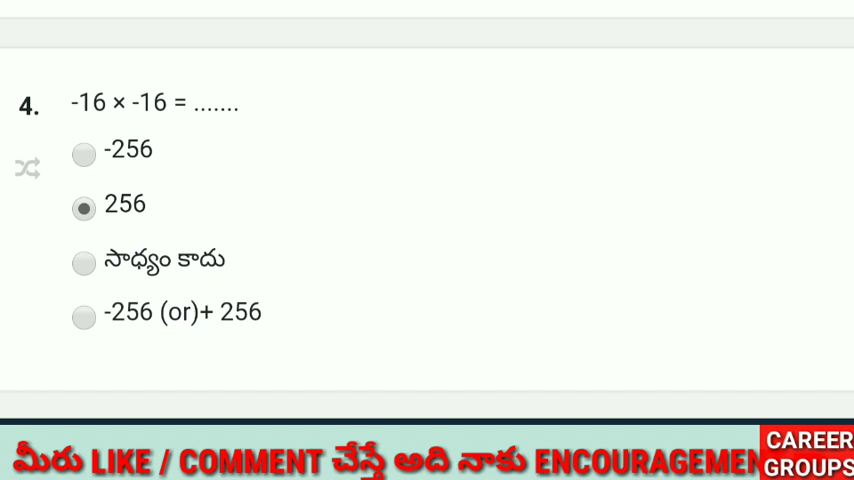 4. -16 × -16 = .......
-256
256
సాధ్యం కాదు
-256 (or)+ 256
మీరు LIKE / COMMENT చేస్తే అది నాకు ENCOURAGEMEN
CAREER
GROUPS